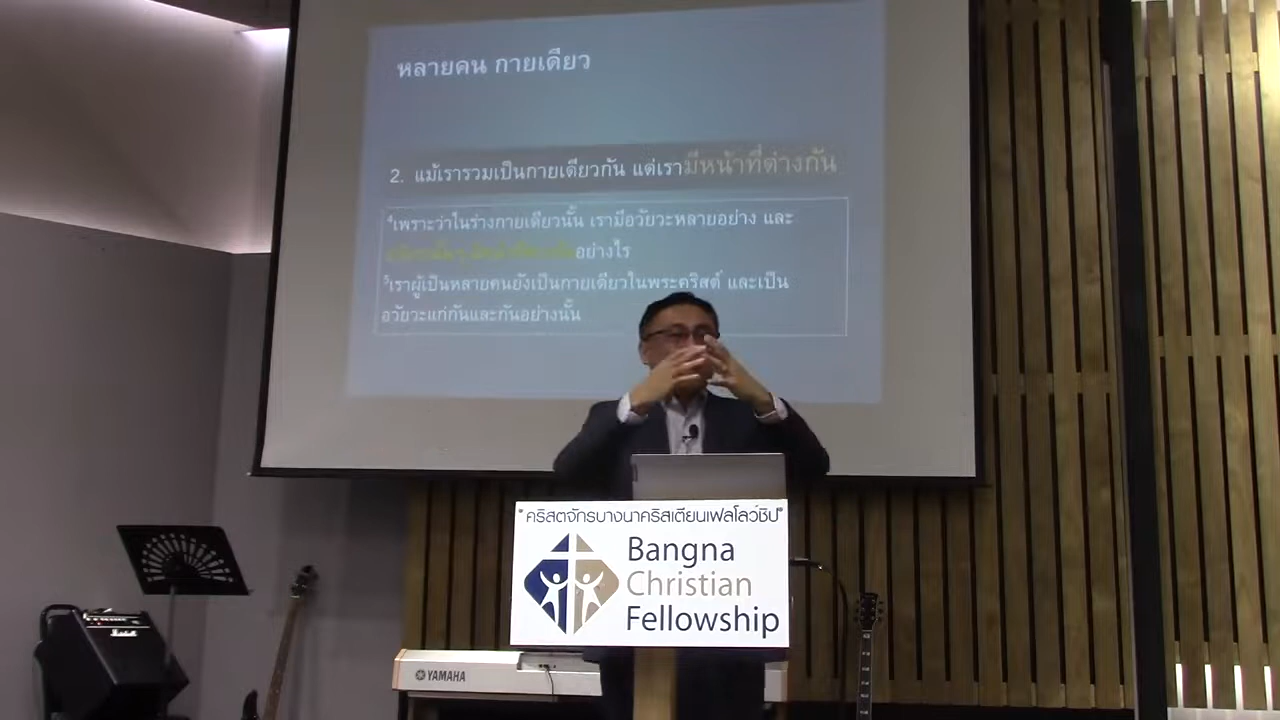 หลายคน กายเดียว
2. แม้เรารวมเป็นกายเดียวกัน แต่เรามีหน้าที่ต่างกัน
4เพราะว่าในร่างกายเดียวนั้น เรามีอวัยวะหลายอย่าง และ
อย่างไร
5เราผู้เป็นหลายคนยังเป็นกายเดียวในพระคริสต์ และเป็น
อวัยวะแก่กันและกันอย่างนั้น
"คริสตจักรบางนาคริสเตียนเฟลโลว์ชิป"
Bangna
Christian
Fellowship
YAMAHA
Marshall